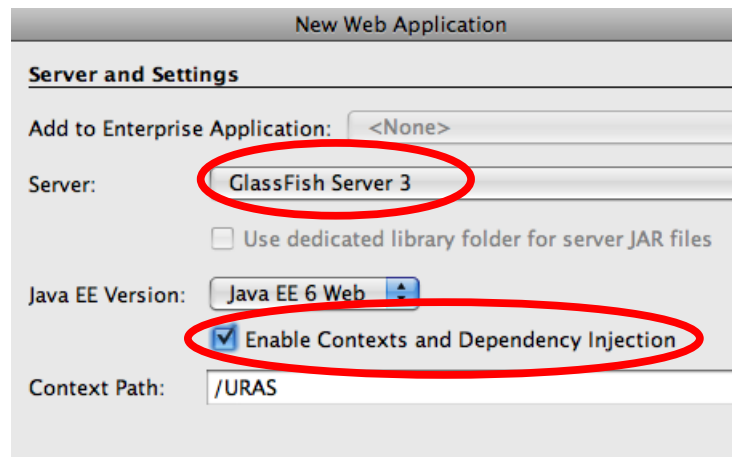 New Web Application
Server and Settings
Add to Enterprise Application: <None>
Server: GlassFish Server 3
Use dedicated library folder for server JAR files
Java EE Version: Java EE 6 Web
Enable Contexts and Dependency Injection
Context Path: /URAS